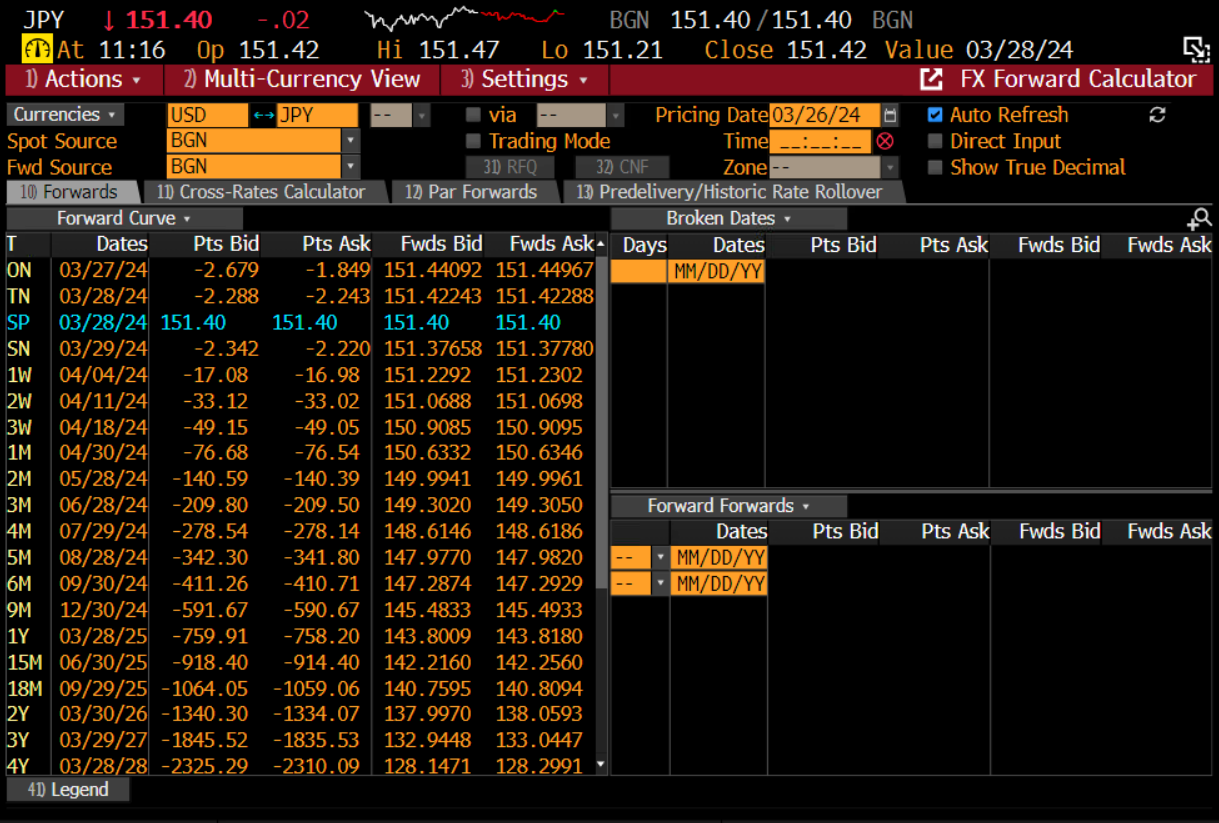 JPY ↓ 151.40 -.02 BGN 151.40 / 151.40 BGN
At 11:16 Op 151.42 Hi 151.47 Lo 151.21 Close 151.42 Value 03/28/24
1) Actions 2) Multi-Currency View 3) Settings FX Forward Calculator
Currencies USD JPY -- via -- Pricing Date 03/26/24 Auto Refresh
Spot Source BGN Trading Mode Time __:__:__ Direct Input
Fwd Source BGN 31) RFQ 32) CNF Zone -- Show True Decimal
10) Forwards 11) Cross-Rates Calculator 12) Par Forwards 13) Predelivery/Historic Rate Rollover
Forward Curve
T Dates Pts Bid Pts Ask Fwds Bid Fwds Ask
ON 03/27/24 -2.679 -1.849 151.44092 151.44967
TN 03/28/24 -2.288 -2.243 151.42243 151.42288
SP 03/28/24 151.40 151.40 151.40 151.40
SN 03/29/24 -2.342 -2.220 151.37658 151.37780
1W 04/04/24 -17.08 -16.98 151.2292 151.2302
2W 04/11/24 -33.12 -33.02 151.0688 151.0698
3W 04/18/24 -49.15 -49.05 150.9085 150.9095
1M 04/30/24 -76.68 -76.54 150.6332 150.6346
2M 05/28/24 -140.59 -140.39 149.9941 149.9961
3M 06/28/24 -209.80 -209.50 149.3020 149.3050
4M 07/29/24 -278.54 -278.14 148.6146 148.6186
5M 08/28/24 -342.30 -341.80 147.9770 147.9820
6M 09/30/24 -411.26 -410.71 147.2874 147.2929
9M 12/30/24 -591.67 -590.67 145.4833 145.4933
1Y 03/28/25 -759.91 -758.20 143.8009 143.8180
15M 06/30/25 -918.40 -914.40 142.2160 142.2560
18M 09/29/25 -1064.05 -1059.06 140.7595 140.8094
2Y 03/30/26 -1340.30 -1334.07 137.9970 138.0593
3Y 03/29/27 -1845.52 -1835.53 132.9448 133.0447
4Y 03/28/28 -2325.29 -2310.09 128.1471 128.2991
Broken Dates
Days Dates Pts Bid Pts Ask Fwds Bid Fwds Ask
MM/DD/YY
Forward Forwards
Dates Pts Bid Pts Ask Fwds Bid Fwds Ask
-- MM/DD/YY
-- MM/DD/YY
41) Legend